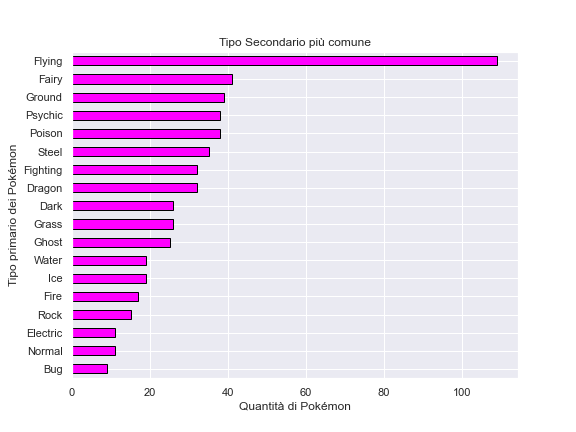 Tipo Secondario più comune
Tipo primario dei Pokémon
Flying
Fairy
Ground
Psychic
Poison
Steel
Fighting
Dragon
Dark
Grass
Ghost
Water
Ice
Fire
Rock
Electric
Normal
Bug
0 20 40 60 80 100
Quantità di Pokémon